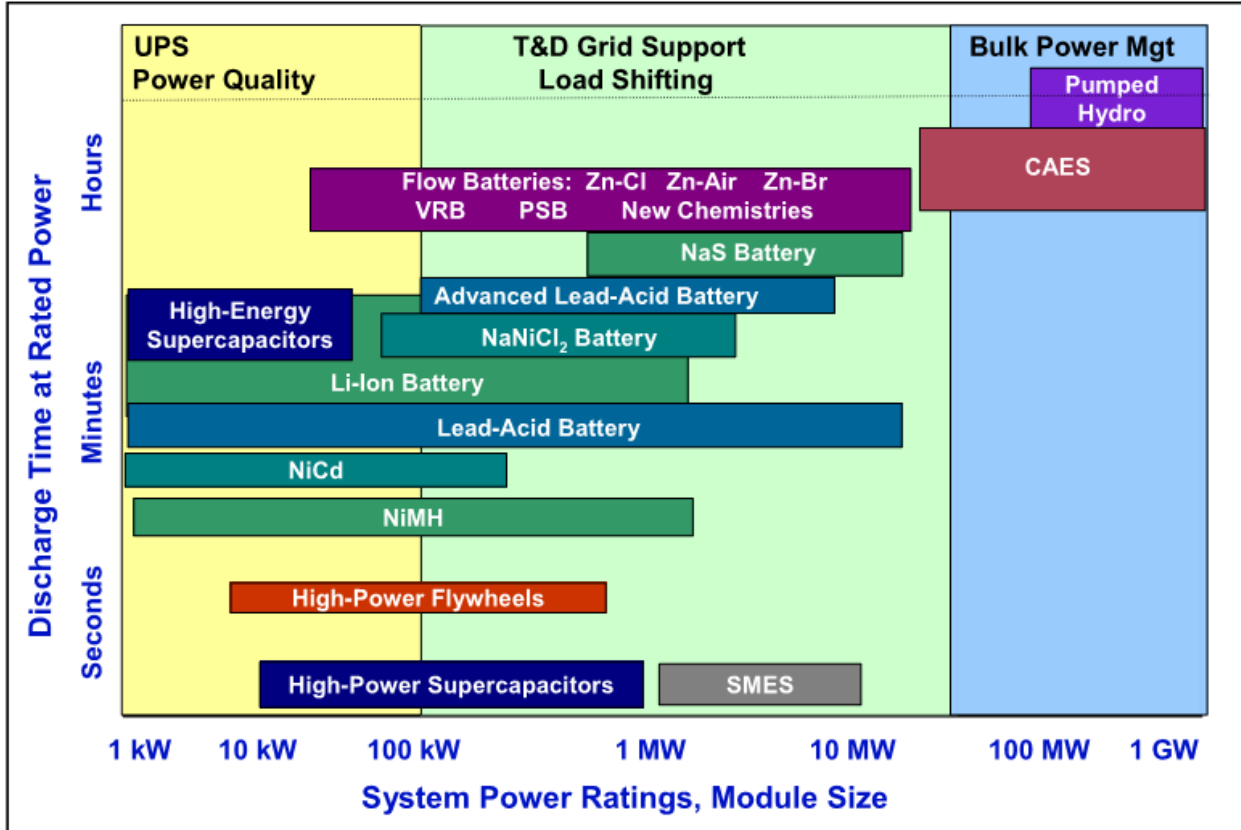 UPS
Power Quality
T&D Grid Support
Load Shifting
Bulk Power Mgt
Pumped
Hydro
CAES
Flow Batteries: Zn-Cl Zn-Air Zn-Br
VRB PSB New Chemistries
NaS Battery
Advanced Lead-Acid Battery
High-Energy
Supercapacitors
NaNiCl₂ Battery
Li-Ion Battery
Lead-Acid Battery
NiCd
NiMH
High-Power Flywheels
High-Power Supercapacitors
SMES
Discharge Time at Rated Power
Hours
Minutes
Seconds
1 kW 10 kW 100 kW 1 MW 10 MW 100 MW 1 GW
System Power Ratings, Module Size